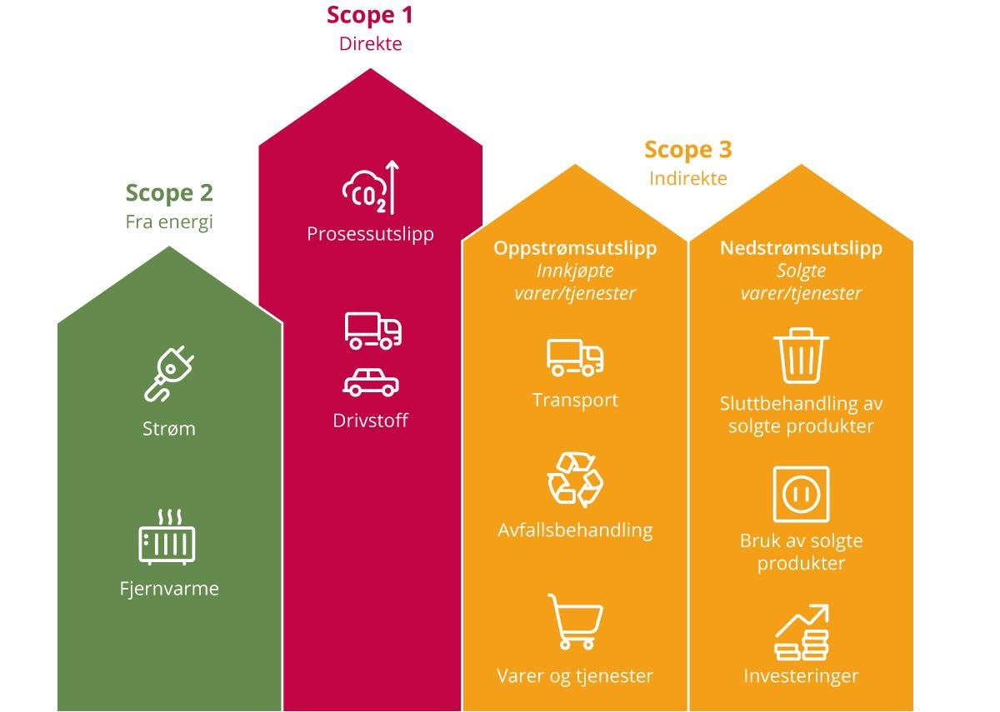 Scope 1
Direkte
CO2
Prosessutslipp
Drivstoff
Scope 2
Fra energi
Strøm
Fjernvarme
Scope 3
Indirekte
Oppstrømsutslipp
Innkjøpte
varer/tjenester
Transport
Avfallsbehandling
Varer og tjenester
Nedstrømsutslipp
Solgte
varer/tjenester
Sluttbehandling av
solgte produkter
Bruk av solgte
produkter
Investeringer